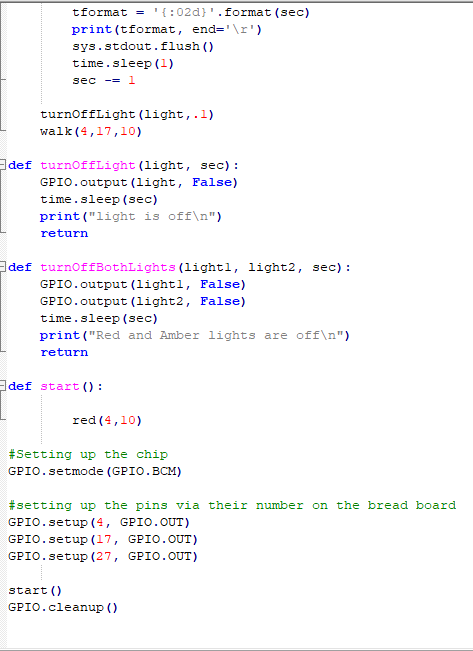 tformat = '{:02d}'.format(sec)
        print(tformat, end='\r')
        sys.stdout.flush()
        time.sleep(1)
        sec -= 1

    turnOffLight(light,.1)
    walk(4,17,10)

def turnOffLight(light, sec):
    GPIO.output(light, False)
    time.sleep(sec)
    print("light is off\n")
    return

def turnOffBothLights(light1, light2, sec):
    GPIO.output(light1, False)
    GPIO.output(light2, False)
    time.sleep(sec)
    print("Red and Amber lights are off\n")
    return

def start():

        red(4,10)

#Setting up the chip
GPIO.setmode(GPIO.BCM)

#setting up the pins via their number on the bread board
GPIO.setup(4, GPIO.OUT)
GPIO.setup(17, GPIO.OUT)
GPIO.setup(27, GPIO.OUT)

start()
GPIO.cleanup()